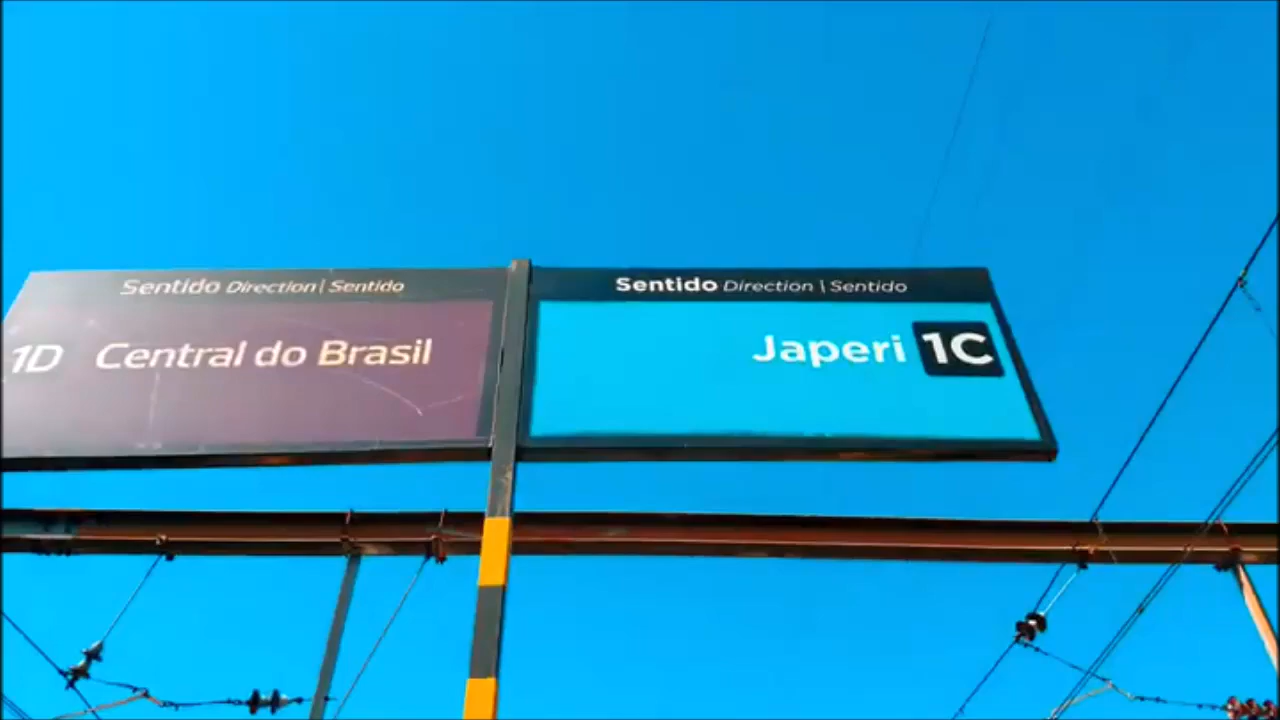 Sentido Direction | Sentido
1D Central do Brasil
Sentido Direction | Sentido
Japeri 1C